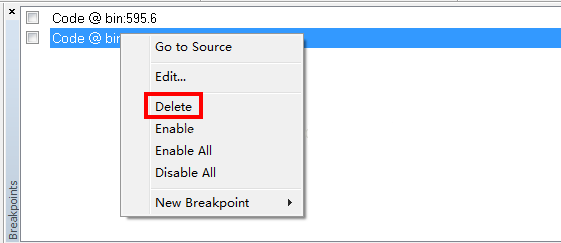 Code @ bin:595.6
Code @ bin
Go to Source
Edit...
Delete
Enable
Enable All
Disable All
New Breakpoint
Breakpoints